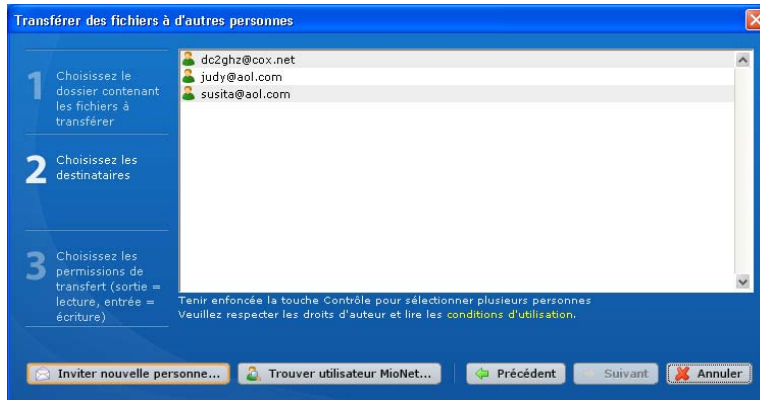 Transférer des fichiers à d'autres personnes
1
Choisissez le
dossier contenant
les fichiers à
transférer
2
Choisissez les
destinataires
3
Choisissez les
permissions de
transfert (sortie =
lecture, entrée =
écriture)
dc2ghz@cox.net
judy@aol.com
susita@aol.com
Tenir enfoncée la touche Contrôle pour sélectionner plusieurs personnes
Veuillez respecter les droits d'auteur et lire les conditions d'utilisation.
Inviter nouvelle personne... Trouver utilisateur MioNet... Précédent Suivant Annuler